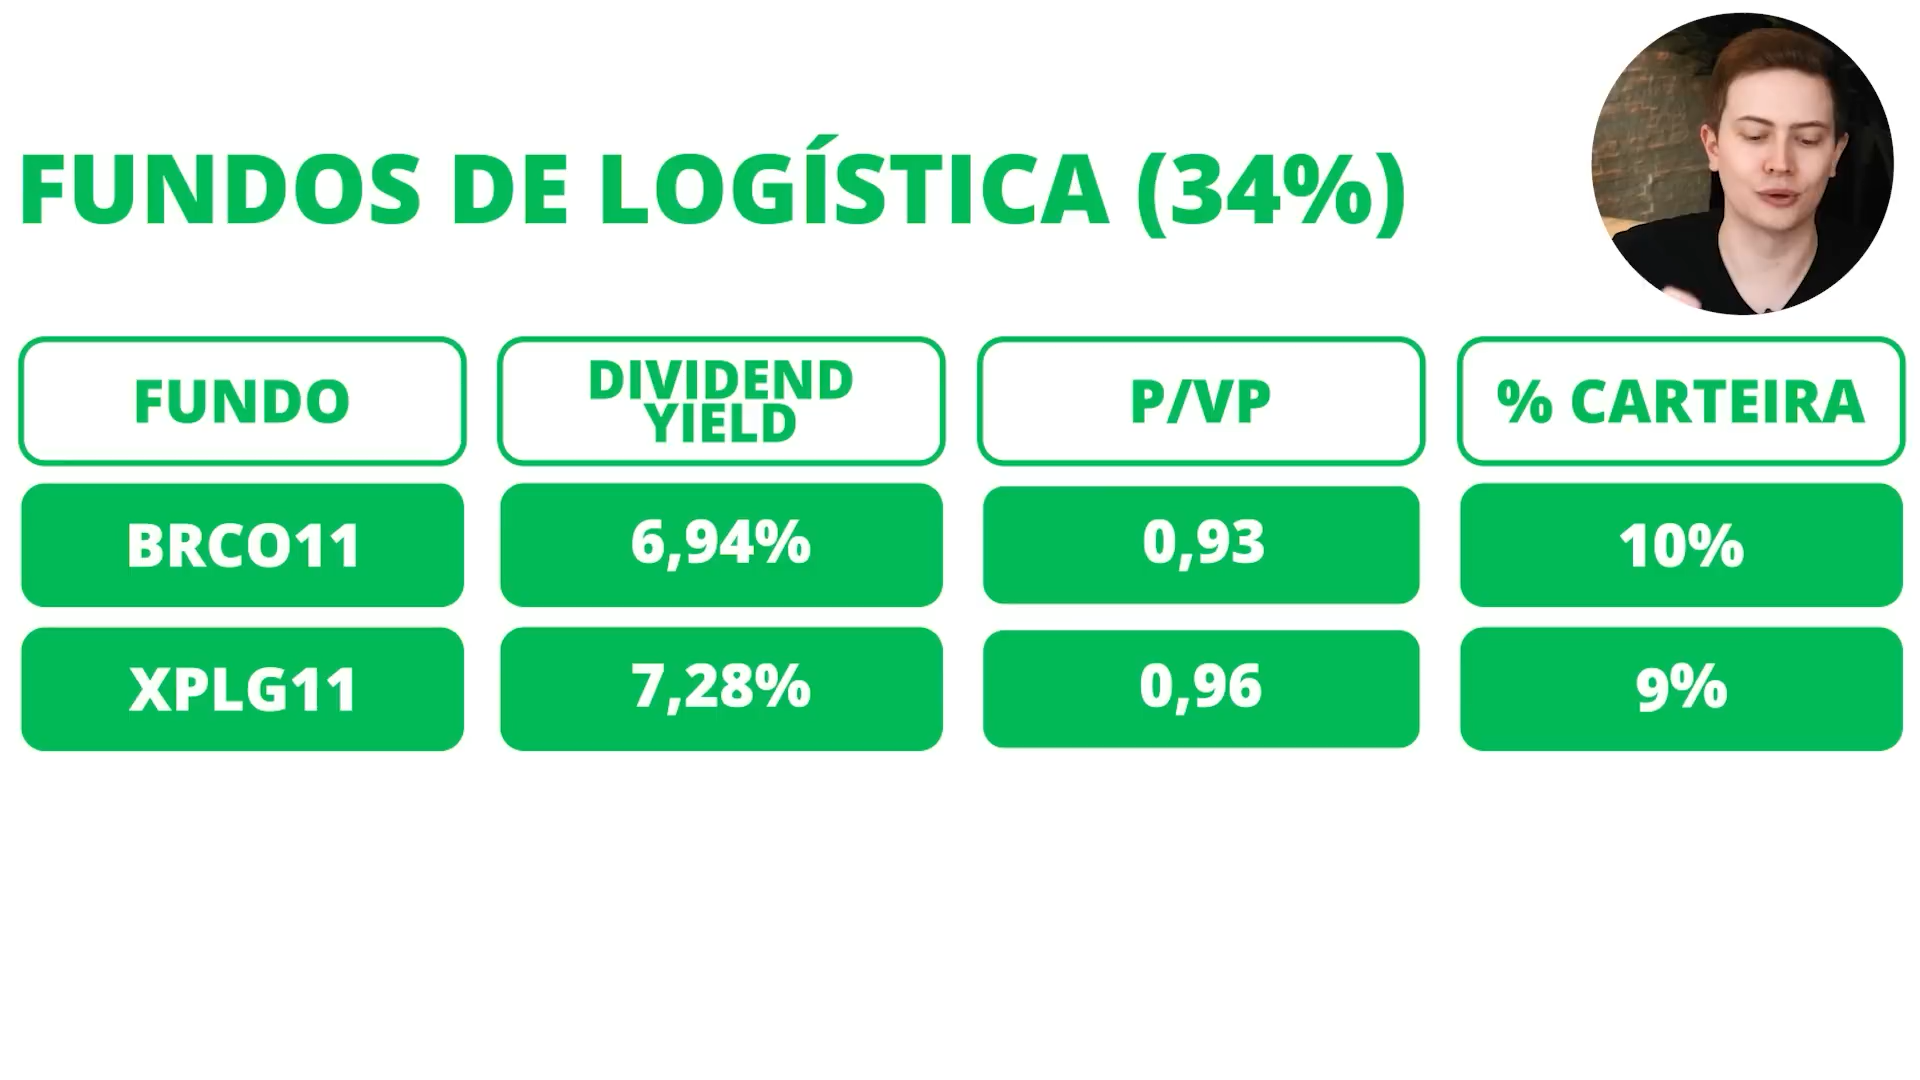 FUNDOS DE LOGÍSTICA (34%)
FUNDO
DIVIDEND
YIELD
P/VP
% CARTEIRA
BRCO11
6,94%
0,93
10%
XPLG11
7,28%
0,96
9%